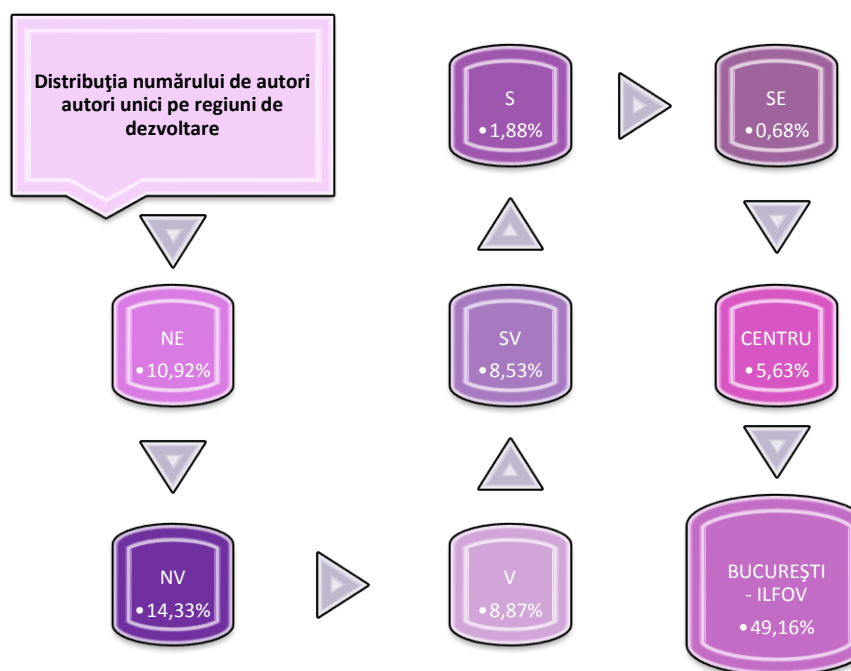 Distribuţia numărului de autori
autori unici pe regiuni de
dezvoltare
NE
•10,92%
NV
•14,33%
V
•8,87%
SV
•8,53%
S
•1,88%
SE
•0,68%
CENTRU
•5,63%
BUCUREŞTI
- ILFOV
•49,16%